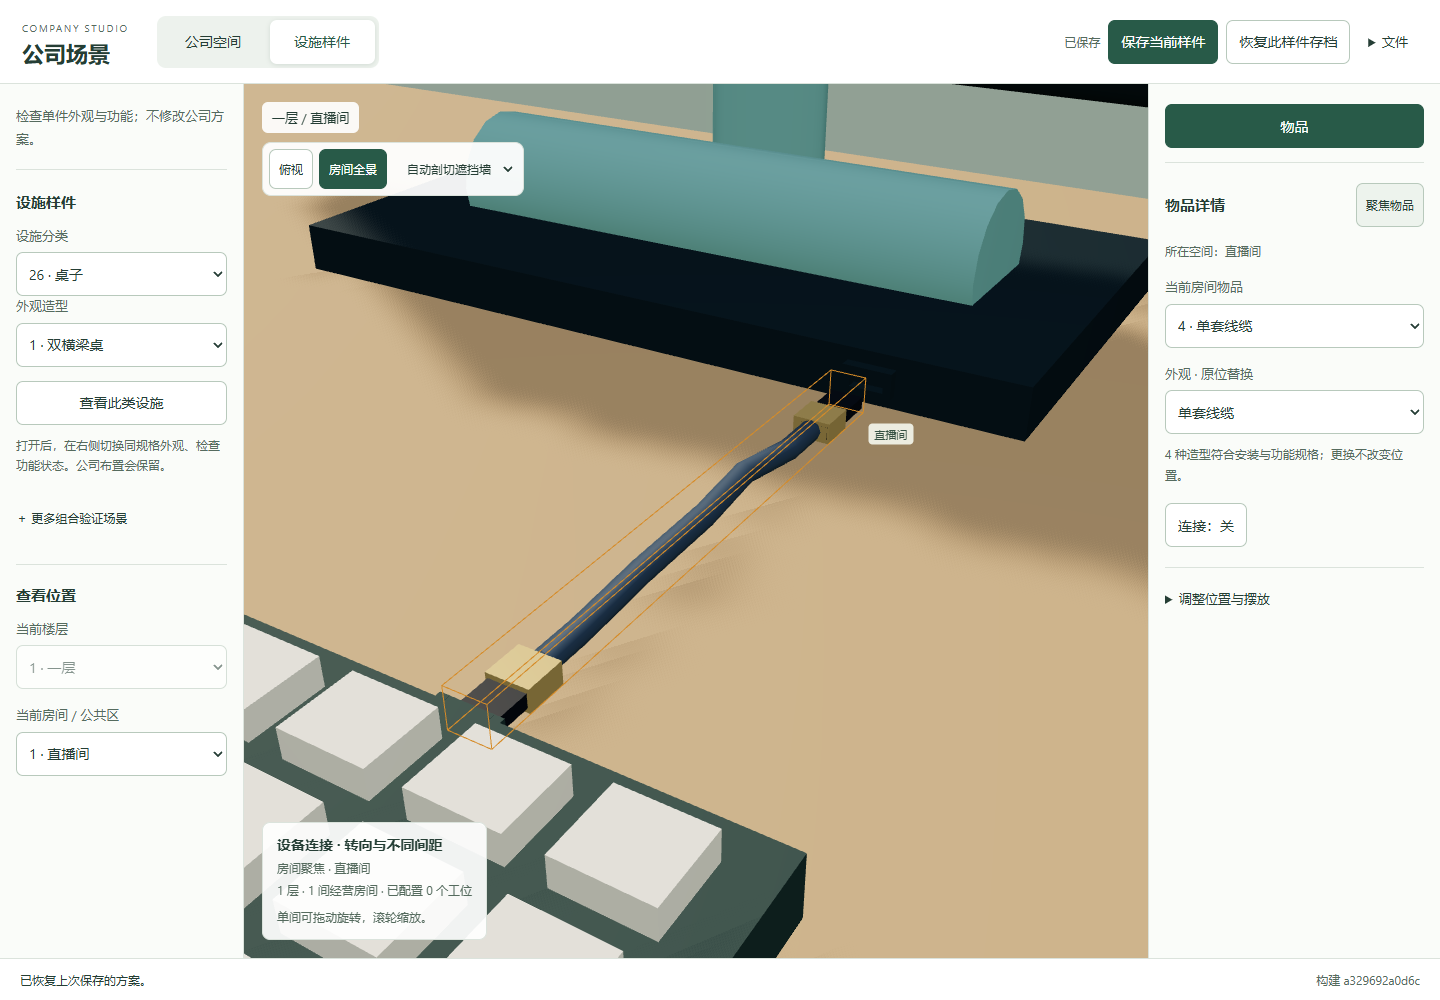 COMPANY STUDIO
公司场景
公司空间
设施样件
已保存
保存当前样件
恢复此样件存档
▶ 文件
检查单件外观与功能；不修改公司方
案。
设施样件
设施分类
26 · 桌子
外观造型
1 · 双横梁桌
查看此类设施
打开后，在右侧切换同规格外观、检查
功能状态。公司布置会保留。
+ 更多组合验证场景
查看位置
当前楼层
1 · 一层
当前房间 / 公共区
1 · 直播间
一层 / 直播间
俯视
房间全景
自动剖切遮挡墙
直播间
设备连接 · 转向与不同间距
房间聚焦 · 直播间
1 层 · 1 间经营房间 · 已配置 0 个工位
单间可拖动旋转，滚轮缩放。
物品
物品详情
聚焦物品
所在空间：直播间
当前房间物品
4 · 单套线缆
外观 · 原位替换
单套线缆
4 种造型符合安装与功能规格；更换不改变位
置。
连接：关
▶ 调整位置与摆放
已恢复上次保存的方案。
构建 a329692a0d6c